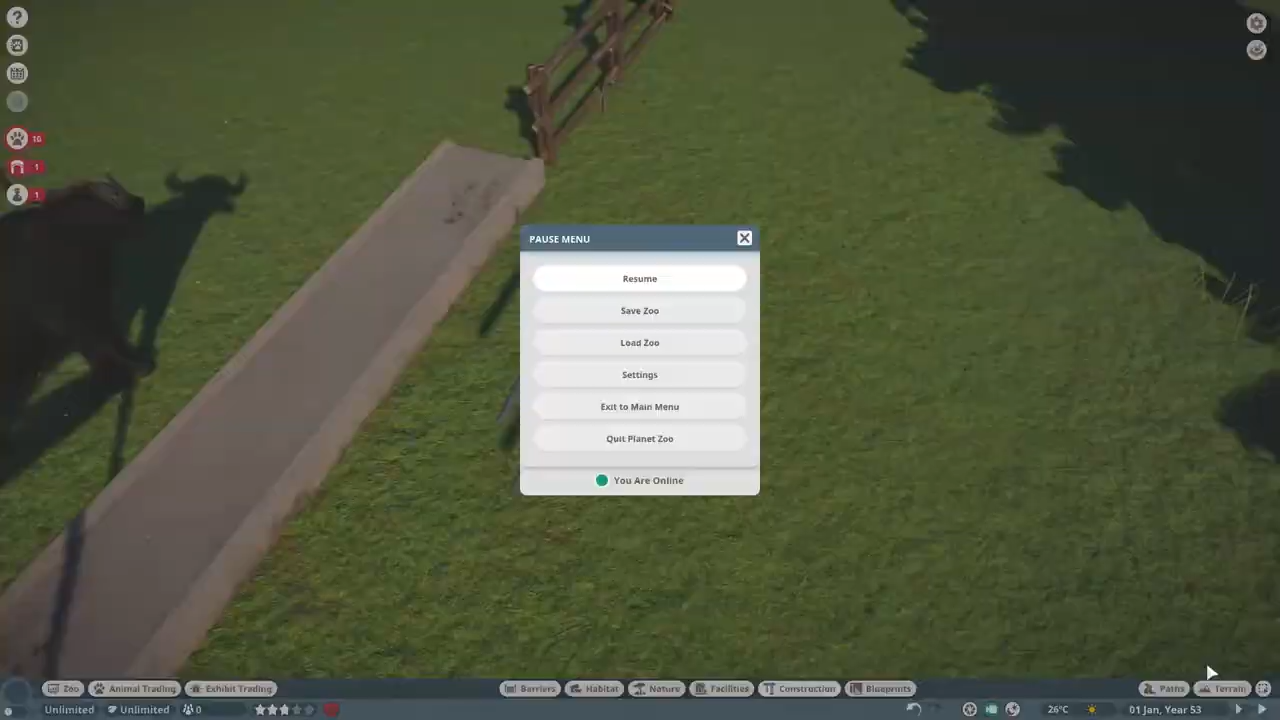 ?
16
1
1
PAUSE MENU
Resume
Save Zoo
Load Zoo
Settings
Exit to Main Menu
Quit Planet Zoo
You Are Online
Zoo
Animal Trading
Exhibit Trading
Barriers
Habitat
Nature
Facilities
Construction
Blueprints
Paths
Terrain
Unlimited
Unlimited
0
26°C
01 Jan, Year 53